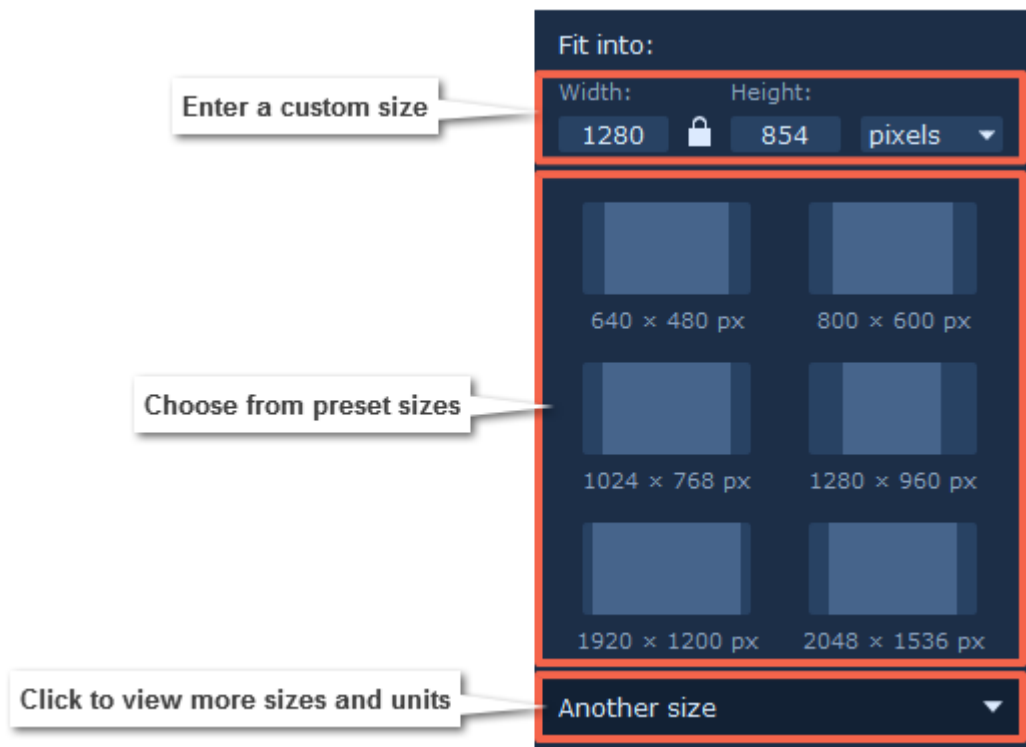 Fit into:
Enter a custom size
Width: Height:
1280 854 pixels
640 × 480 px 800 × 600 px
Choose from preset sizes
1024 × 768 px 1280 × 960 px
1920 × 1200 px 2048 × 1536 px
Click to view more sizes and units
Another size